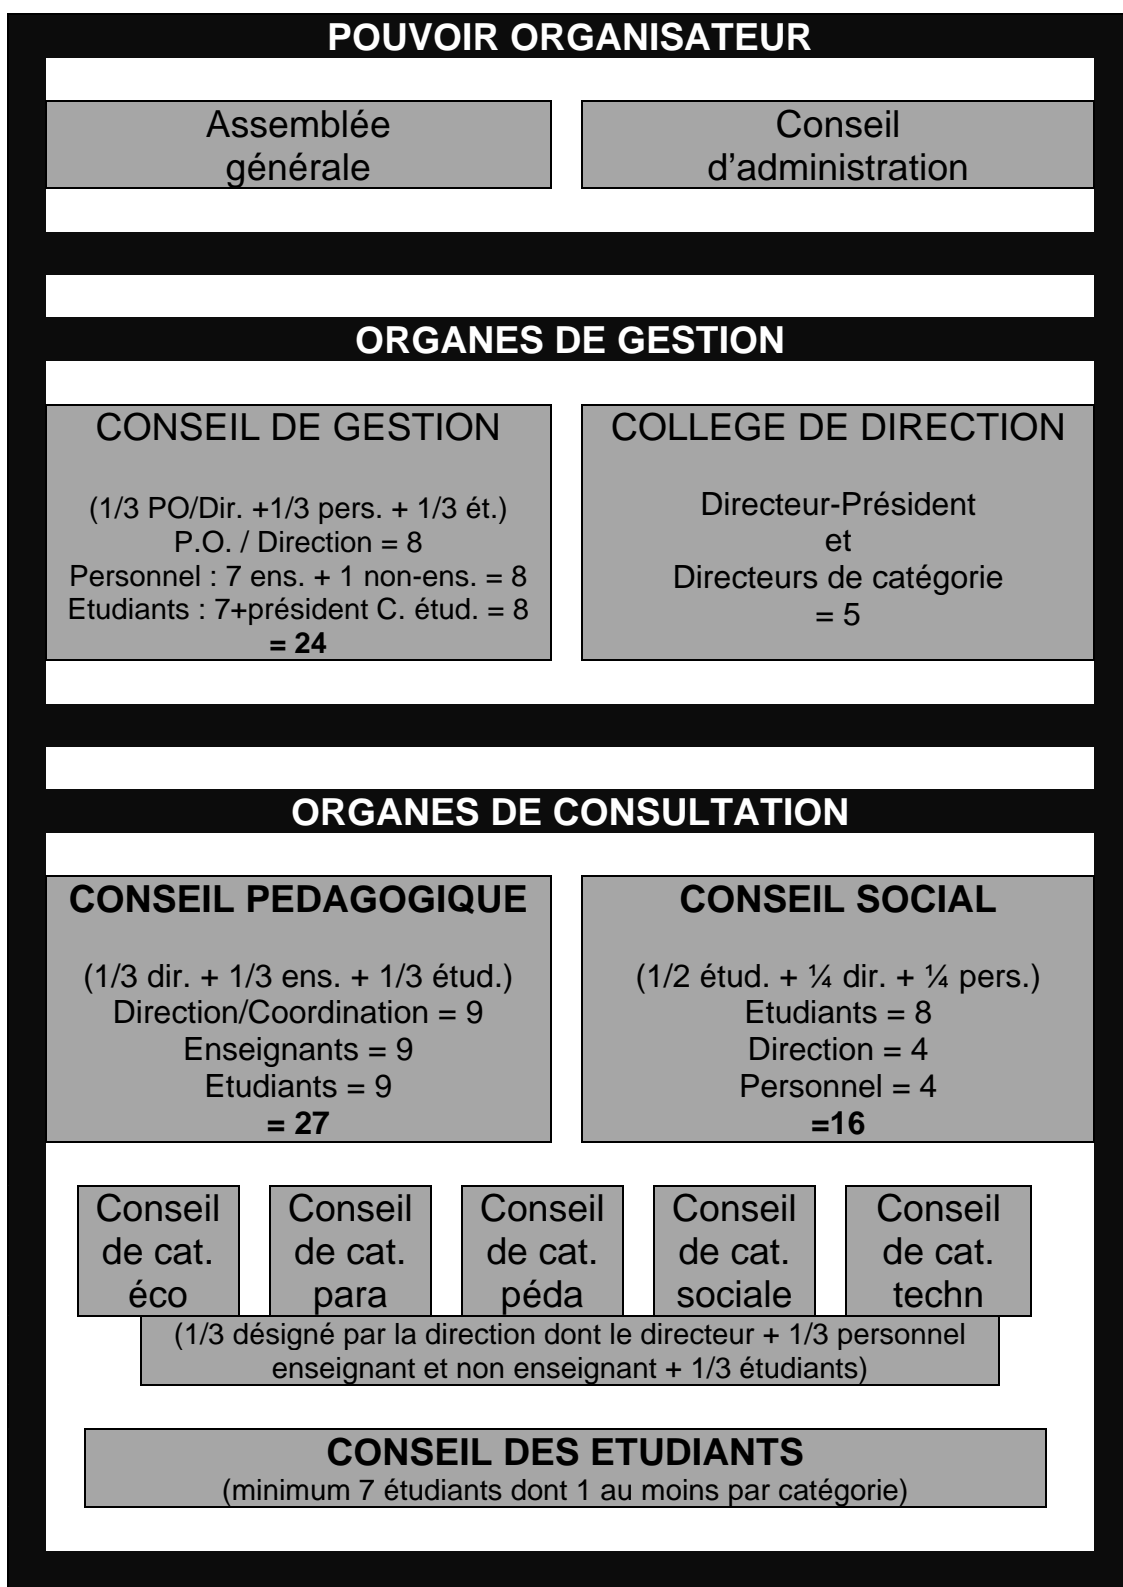 POUVOIR ORGANISATEUR
Assemblée
générale
Conseil
d’administration
ORGANES DE GESTION
CONSEIL DE GESTION
(1/3 PO/Dir. +1/3 pers. + 1/3 ét.)
P.O. / Direction = 8
Personnel : 7 ens. + 1 non-ens. = 8
Etudiants : 7+président C. étud. = 8
= 24
COLLEGE DE DIRECTION
Directeur-Président
et
Directeurs de catégorie
= 5
ORGANES DE CONSULTATION
CONSEIL PEDAGOGIQUE
(1/3 dir. + 1/3 ens. + 1/3 étud.)
Direction/Coordination = 9
Enseignants = 9
Etudiants = 9
= 27
CONSEIL SOCIAL
(1/2 étud. + ¼ dir. + ¼ pers.)
Etudiants = 8
Direction = 4
Personnel = 4
=16
Conseil
de cat.
éco
Conseil
de cat.
para
Conseil
de cat.
péda
Conseil
de cat.
sociale
Conseil
de cat.
techn
(1/3 désigné par la direction dont le directeur + 1/3 personnel
enseignant et non enseignant + 1/3 étudiants)
CONSEIL DES ETUDIANTS
(minimum 7 étudiants dont 1 au moins par catégorie)